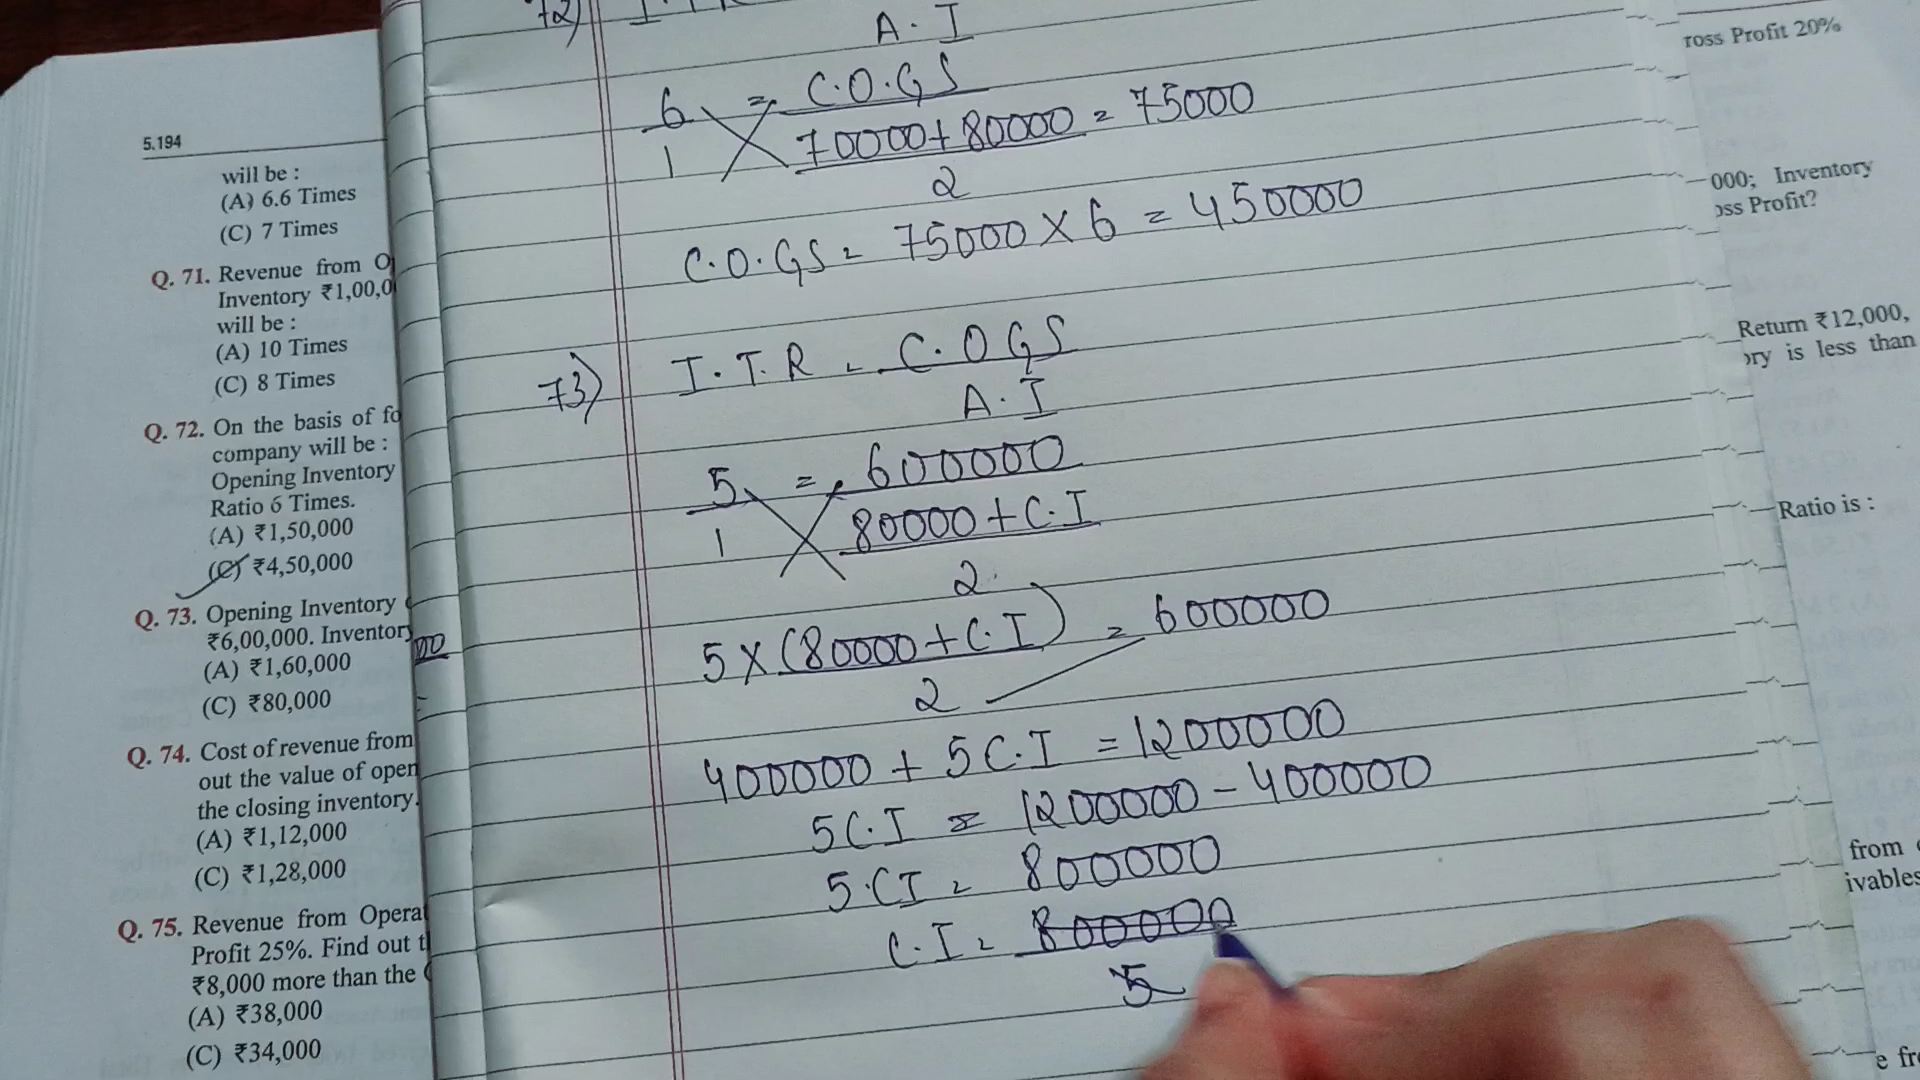 5.194
will be :
(A) 6.6 Times
(C) 7 Times
Q. 71. Revenue from O
Inventory ₹1,00,0
will be :
(A) 10 Times
(C) 8 Times
Q. 72. On the basis of fo
company will be :
Opening Inventory
Ratio 6 Times.
(A) ₹1,50,000
(C) ₹4,50,000
Q. 73. Opening Inventory
₹6,00,000. Inventory
(A) ₹1,60,000
(C) ₹80,000
Q. 74. Cost of revenue from
out the value of open
the closing inventory.
(A) ₹1,12,000
(C) ₹1,28,000
Q. 75. Revenue from Operat
Profit 25%. Find out t
₹8,000 more than the
(A) ₹38,000
(C) ₹34,000
72)
A. I
6 = C.O.GS
1 70000+80000 = 75000
2
C.O.GS = 75000 X 6 = 450000
73) I.T.R = C.OGS
A.I
5 = 600000
1 80000 + C.I
2
5 X (80000 + C.I) = 600000
2
400000 + 5 C.I = 1200000
5 C.I = 1200000 - 400000
5.CI = 800000
C.I = 800000
5
ross Profit 20%
000; Inventory
oss Profit?
Return ₹12,000,
ory is less than
Ratio is :
from
ivables
e fr